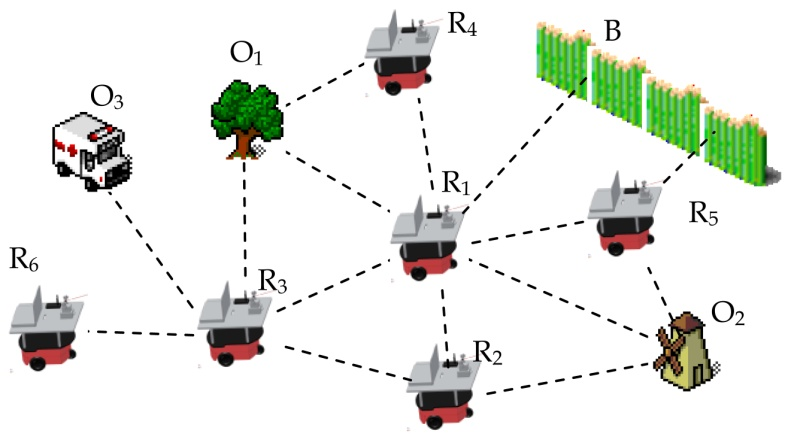 R₄
B
O₁
O₃
R₁
R₅
R₆
R₃
O₂
R₂